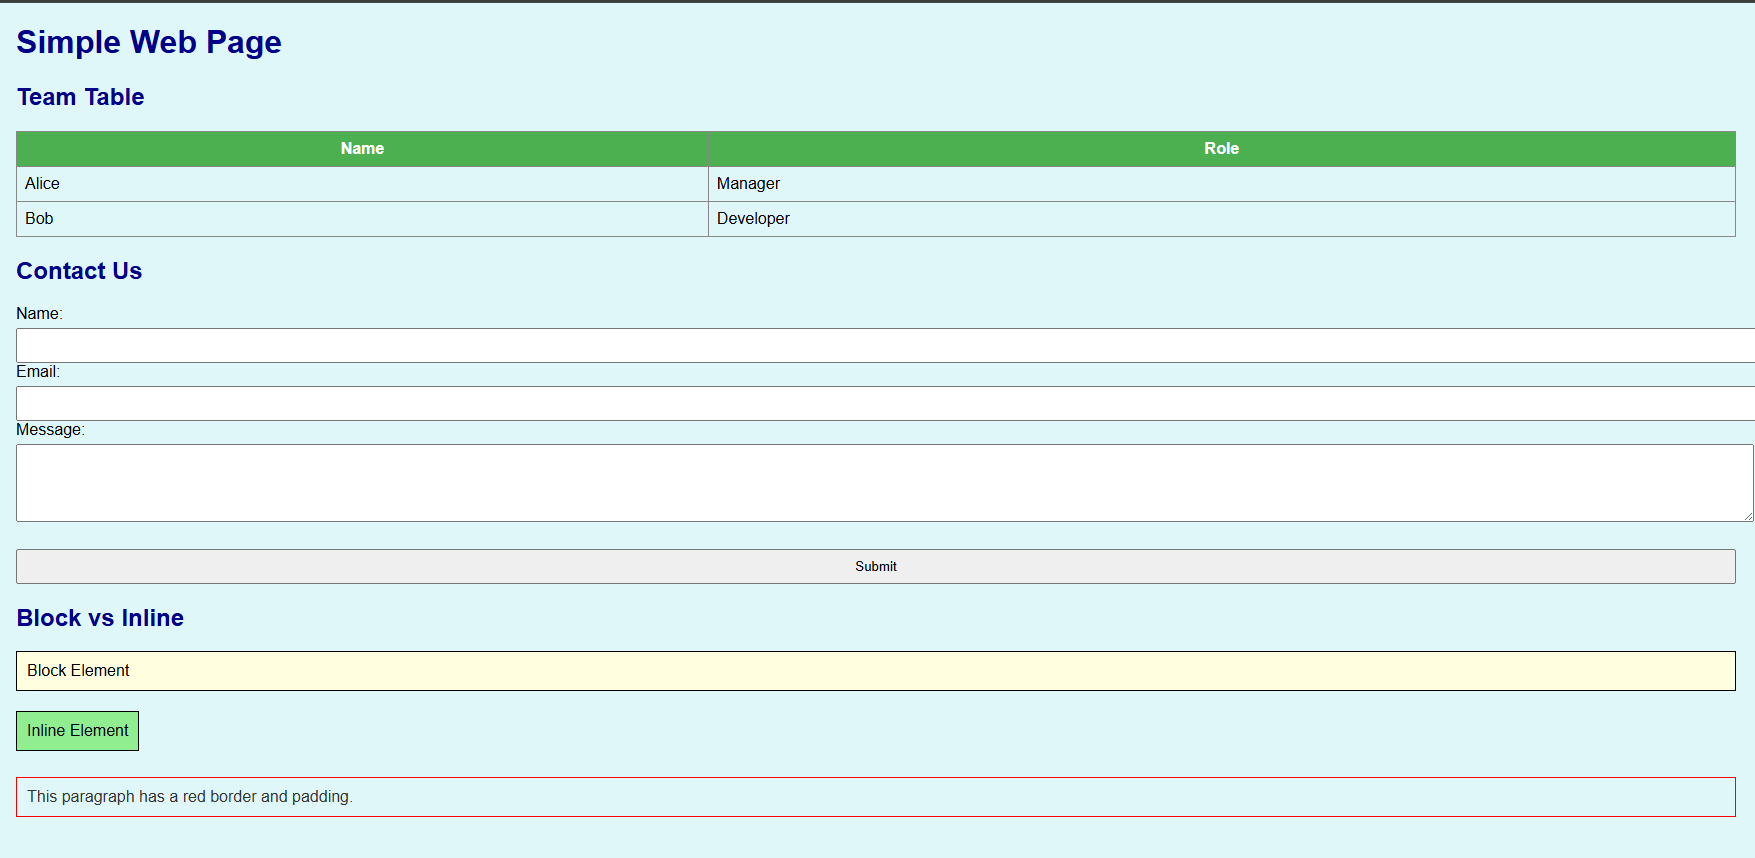 Simple Web Page
Team Table
Name Role
Alice Manager
Bob Developer
Contact Us
Name:
Email:
Message:
Submit
Block vs Inline
Block Element
Inline Element
This paragraph has a red border and padding.